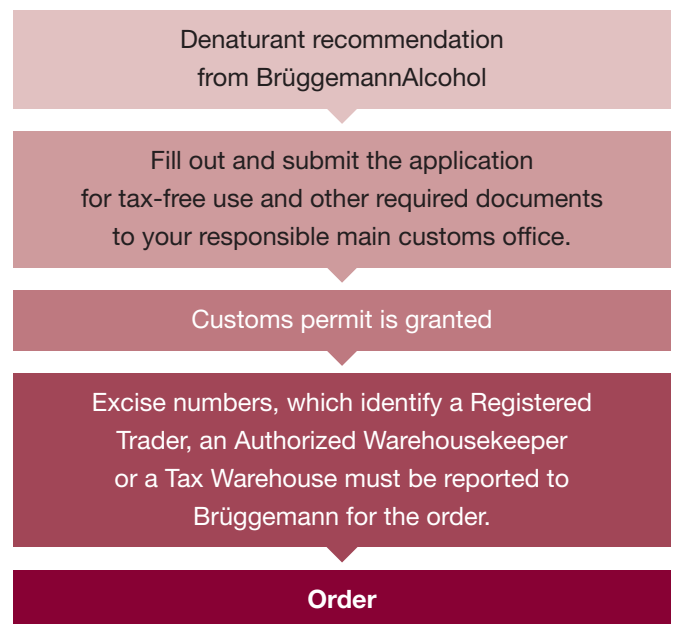 Denaturant recommendation
from BrüggemannAlcohol
Fill out and submit the application
for tax-free use and other required documents
to your responsible main customs office.
Customs permit is granted
Excise numbers, which identify a Registered
Trader, an Authorized Warehousekeeper
or a Tax Warehouse must be reported to
Brüggemann for the order.
Order